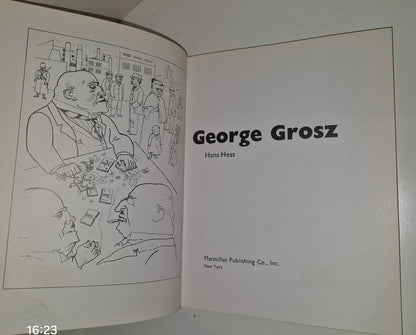 George Grosz
Hans Hess
Macmillan Publishing Co., Inc.
New York
16:23